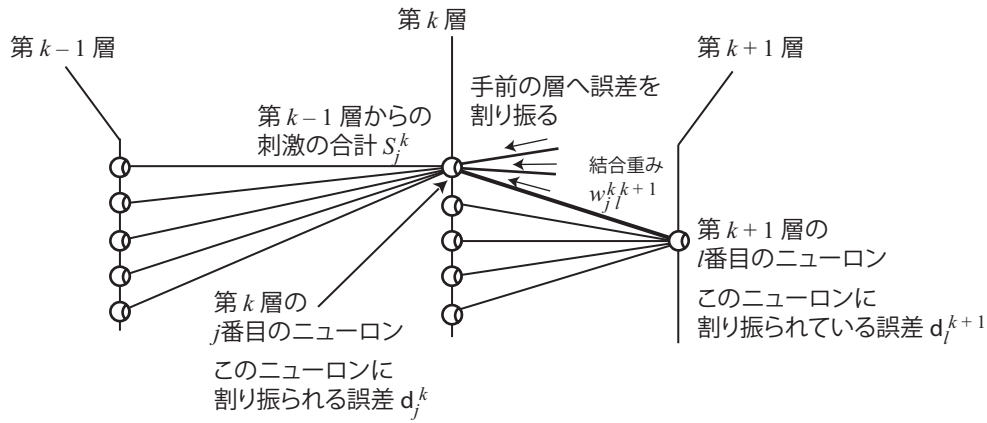 第 k 層
第 k – 1 層
第 k + 1 層
手前の層へ誤差を
割り振る
第 k – 1 層からの
刺激の合計 S_j^k
結合重み
w_{j l}^{k k + 1}
第 k + 1 層の
l番目のニューロン
このニューロンに
割り振られている誤差 d_l^{k + 1}
第 k 層の
j番目のニューロン
このニューロンに
割り振られる誤差 d_j^k